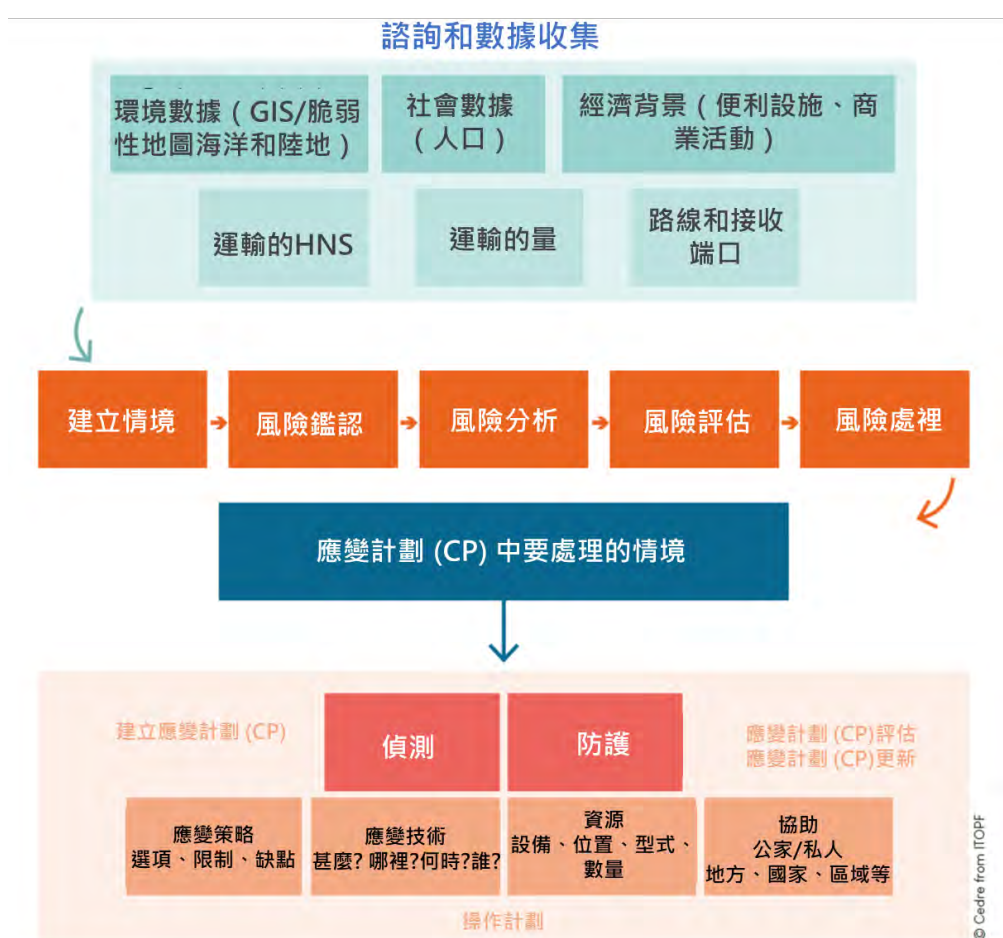 諮詢和數據收集
環境數據（GIS/脆弱
性地圖海洋和陸地）
社會數據
（人口）
經濟背景（便利設施、商
業活動）
運輸的HNS
運輸的量
路線和接收
端口
建立情境
風險鑑認
風險分析
風險評估
風險處裡
應變計劃 (CP) 中要處理的情境
建立應變計劃 (CP)
偵測
防護
應變計劃 (CP)評估
應變計劃 (CP)更新
應變策略
選項、限制、缺點
應變技術
甚麼? 哪裡?何時?誰?
資源
設備、位置、型式、
數量
協助
公家/私人
地方、國家、區域等
操作計劃
© Cedre from ITOPF